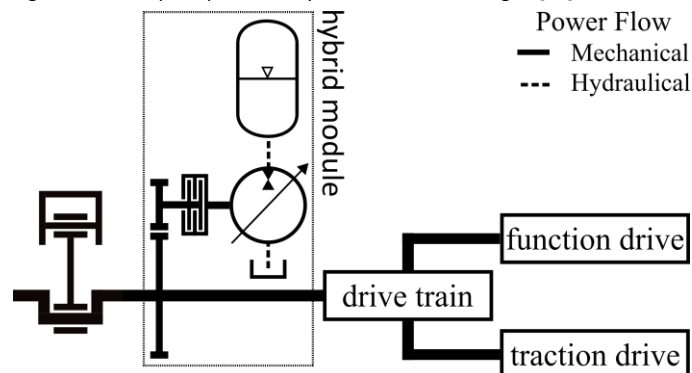 hybrid module
Power Flow
Mechanical
Hydraulical
function drive
drive train
traction drive